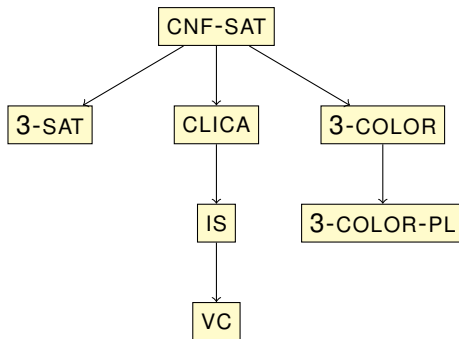 CNF-SAT
3-SAT CLICA 3-COLOR
IS 3-COLOR-PL
VC